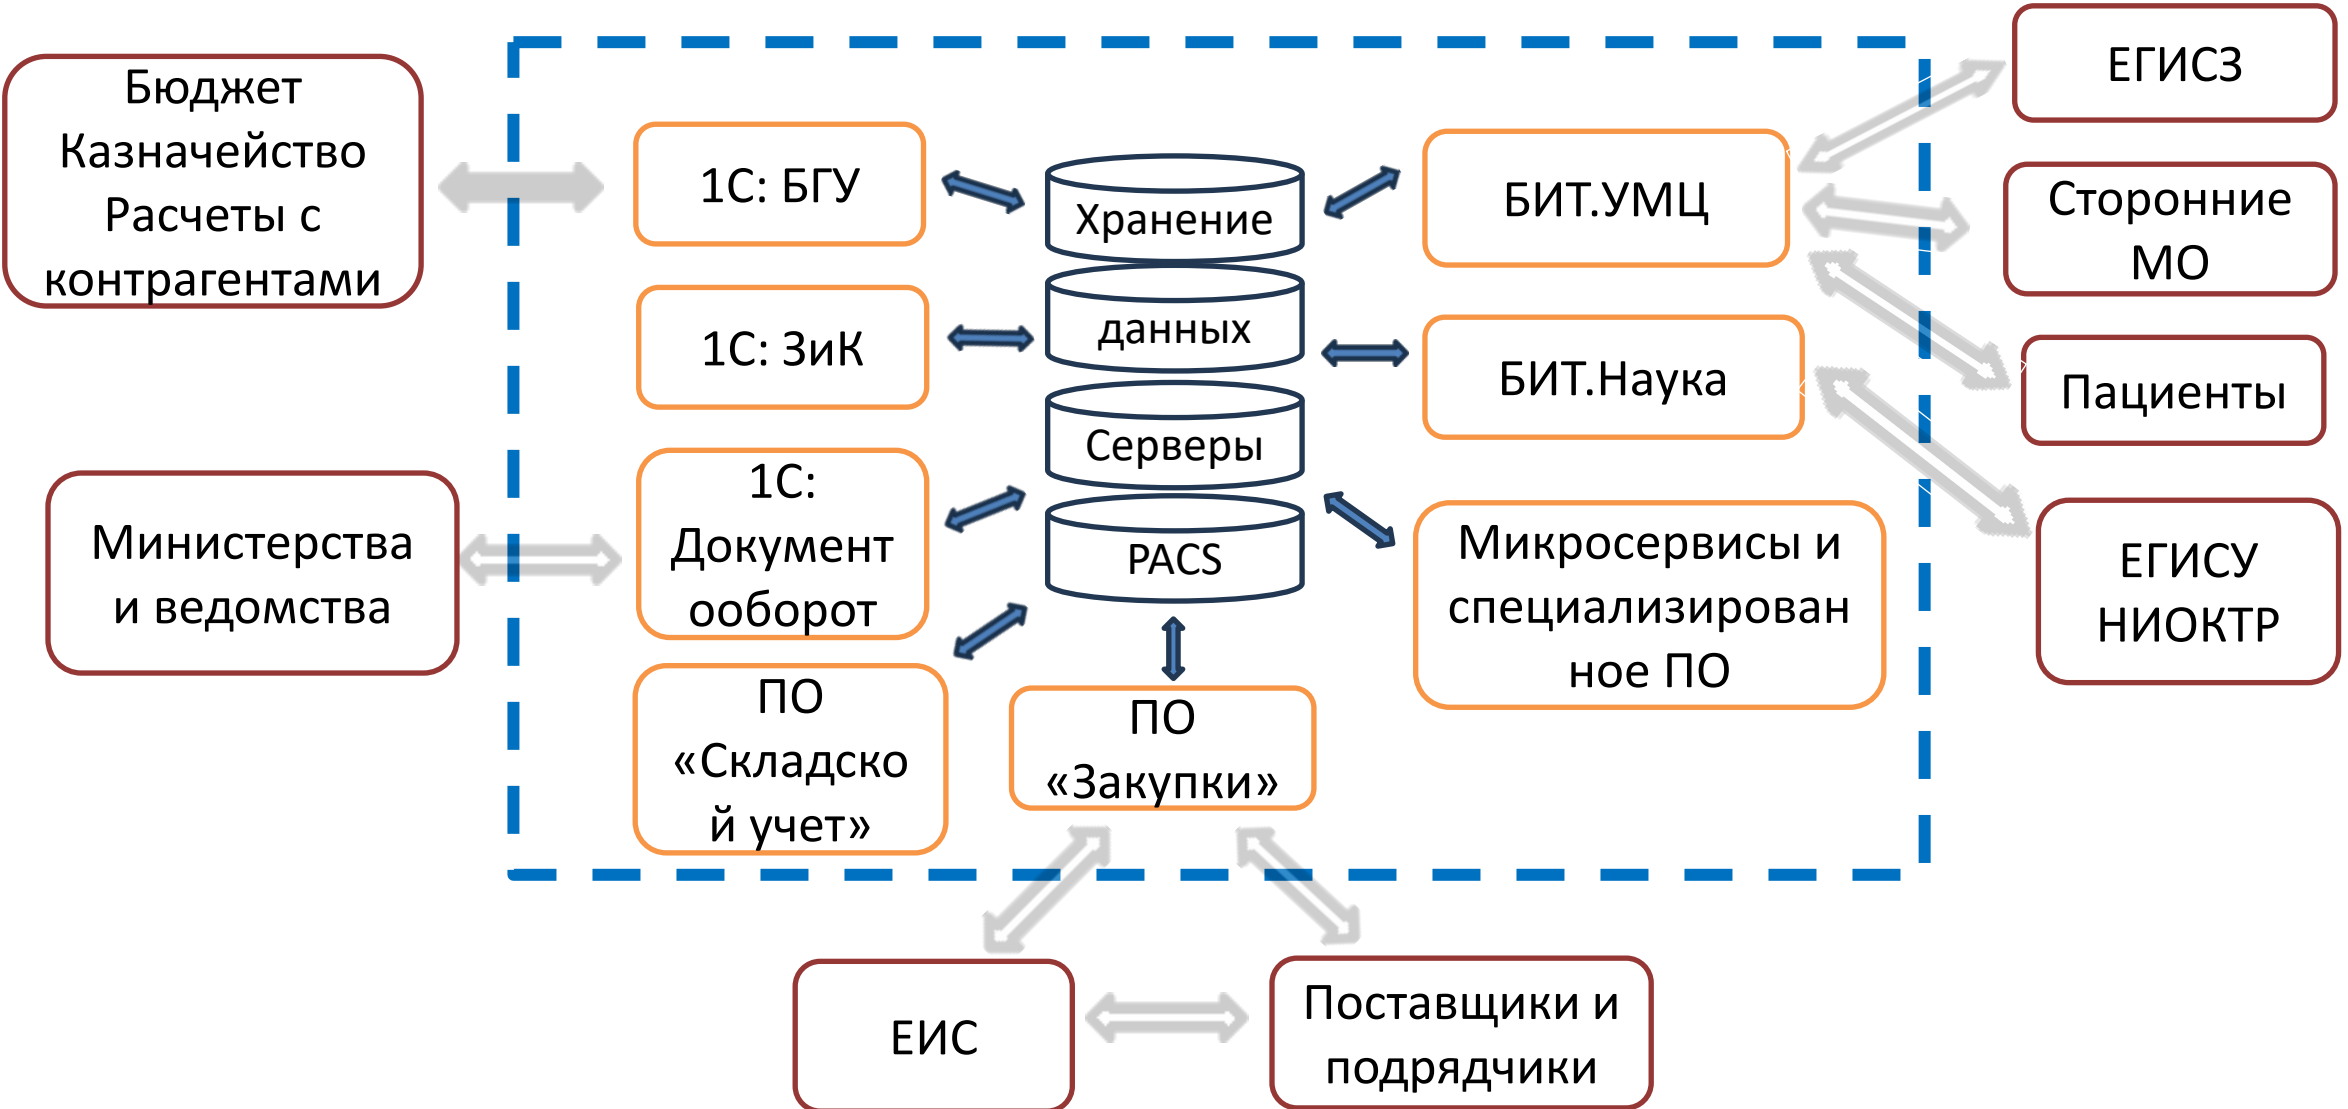 Бюджет
Казначейство
Расчеты с
контрагентами
Министерства
и ведомства
1С: БГУ
1С: ЗиК
1С:
Документ
ооборот
ПО
«Складско
й учет»
Хранение
данных
Серверы
PACS
ПО
«Закупки»
БИТ.УМЦ
БИТ.Наука
Микросервисы и
специализирован
ное ПО
ЕГИСЗ
Сторонние
МО
Пациенты
ЕГИСУ
НИОКТР
ЕИС
Поставщики и
подрядчики